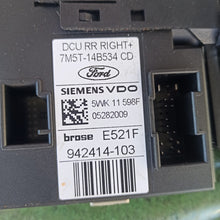 DCU RR RIGHT+
7M5T-14B534 CD
Ford
SIEMENS VDO
5WK 11 598F
05282009
brose E521F
942414-103